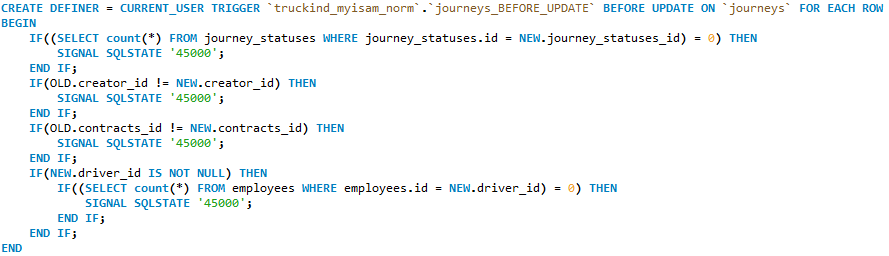 CREATE DEFINER = CURRENT_USER TRIGGER `truckind_myisam_norm`.`journeys_BEFORE_UPDATE` BEFORE UPDATE ON `journeys` FOR EACH ROW
BEGIN
    IF((SELECT count(*) FROM journey_statuses WHERE journey_statuses.id = NEW.journey_statuses_id) = 0) THEN
        SIGNAL SQLSTATE '45000';
    END IF;
    IF(OLD.creator_id != NEW.creator_id) THEN
        SIGNAL SQLSTATE '45000';
    END IF;
    IF(OLD.contracts_id != NEW.contracts_id) THEN
        SIGNAL SQLSTATE '45000';
    END IF;
    IF(NEW.driver_id IS NOT NULL) THEN
        IF((SELECT count(*) FROM employees WHERE employees.id = NEW.driver_id) = 0) THEN
            SIGNAL SQLSTATE '45000';
        END IF;
    END IF;
END